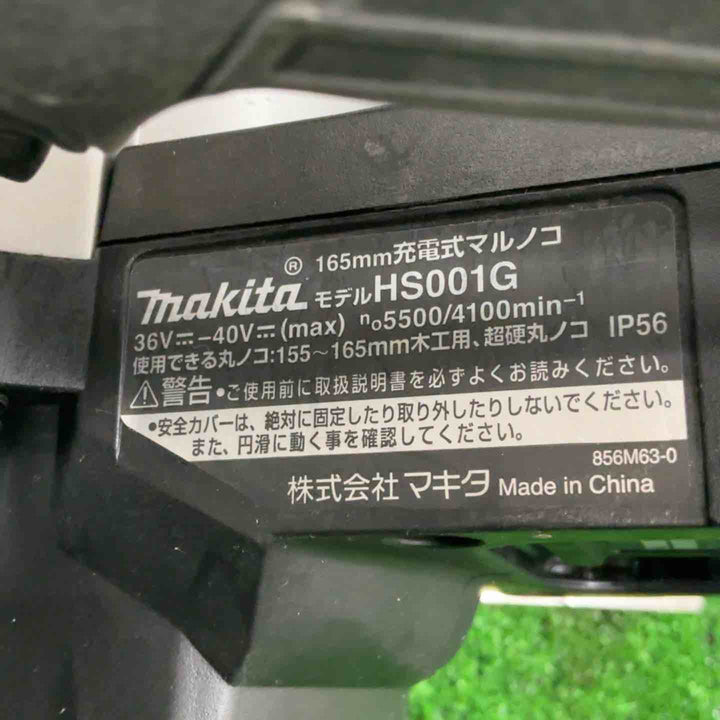 165mm充電式マルノコ
makita ® モデルHS001G
36V⎓-40V⎓(max) n₀5500/4100min⁻¹
使用できる丸ノコ:155～165mm木工用、超硬丸ノコ IP56
⚠警告 •ご使用前に取扱説明書を必ずよくお読みください。
•安全カバーは、絶対に固定したり取り外したりしないでください。
また、円滑に動く事を確認してください。
856M63-0
株式会社マキタ Made in China